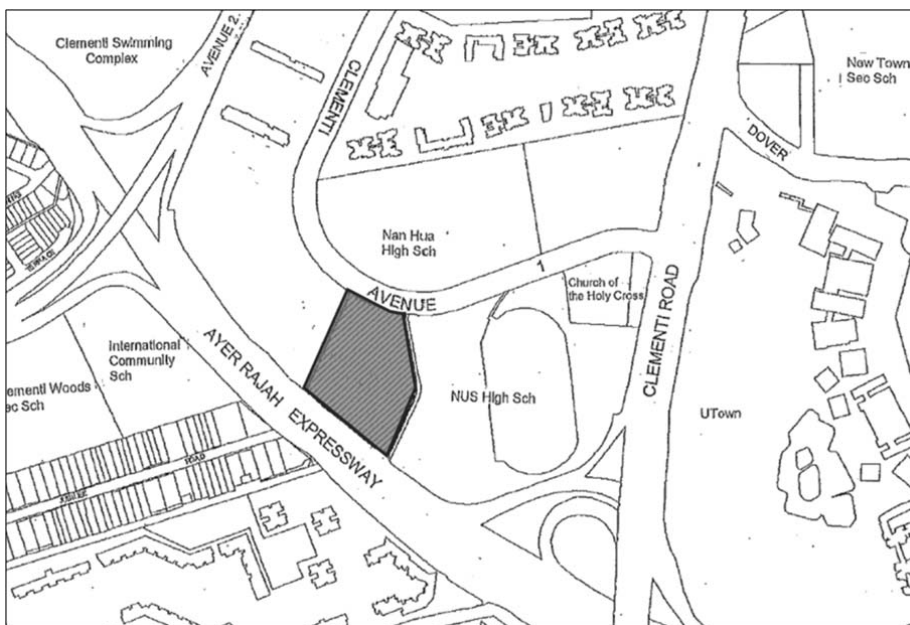 Clementi Swimming
Complex
AVENUE 2
CLEMENTI
New Town
Sec Sch
DOVER
Nan Hua
High Sch
AVENUE
1
Church of
the Holy Cross
CLEMENTI ROAD
International
Community
Sch
AYER RAJAH EXPRESSWAY
NUS High Sch
UTown
ementi Woods
ec Sch
ROAD